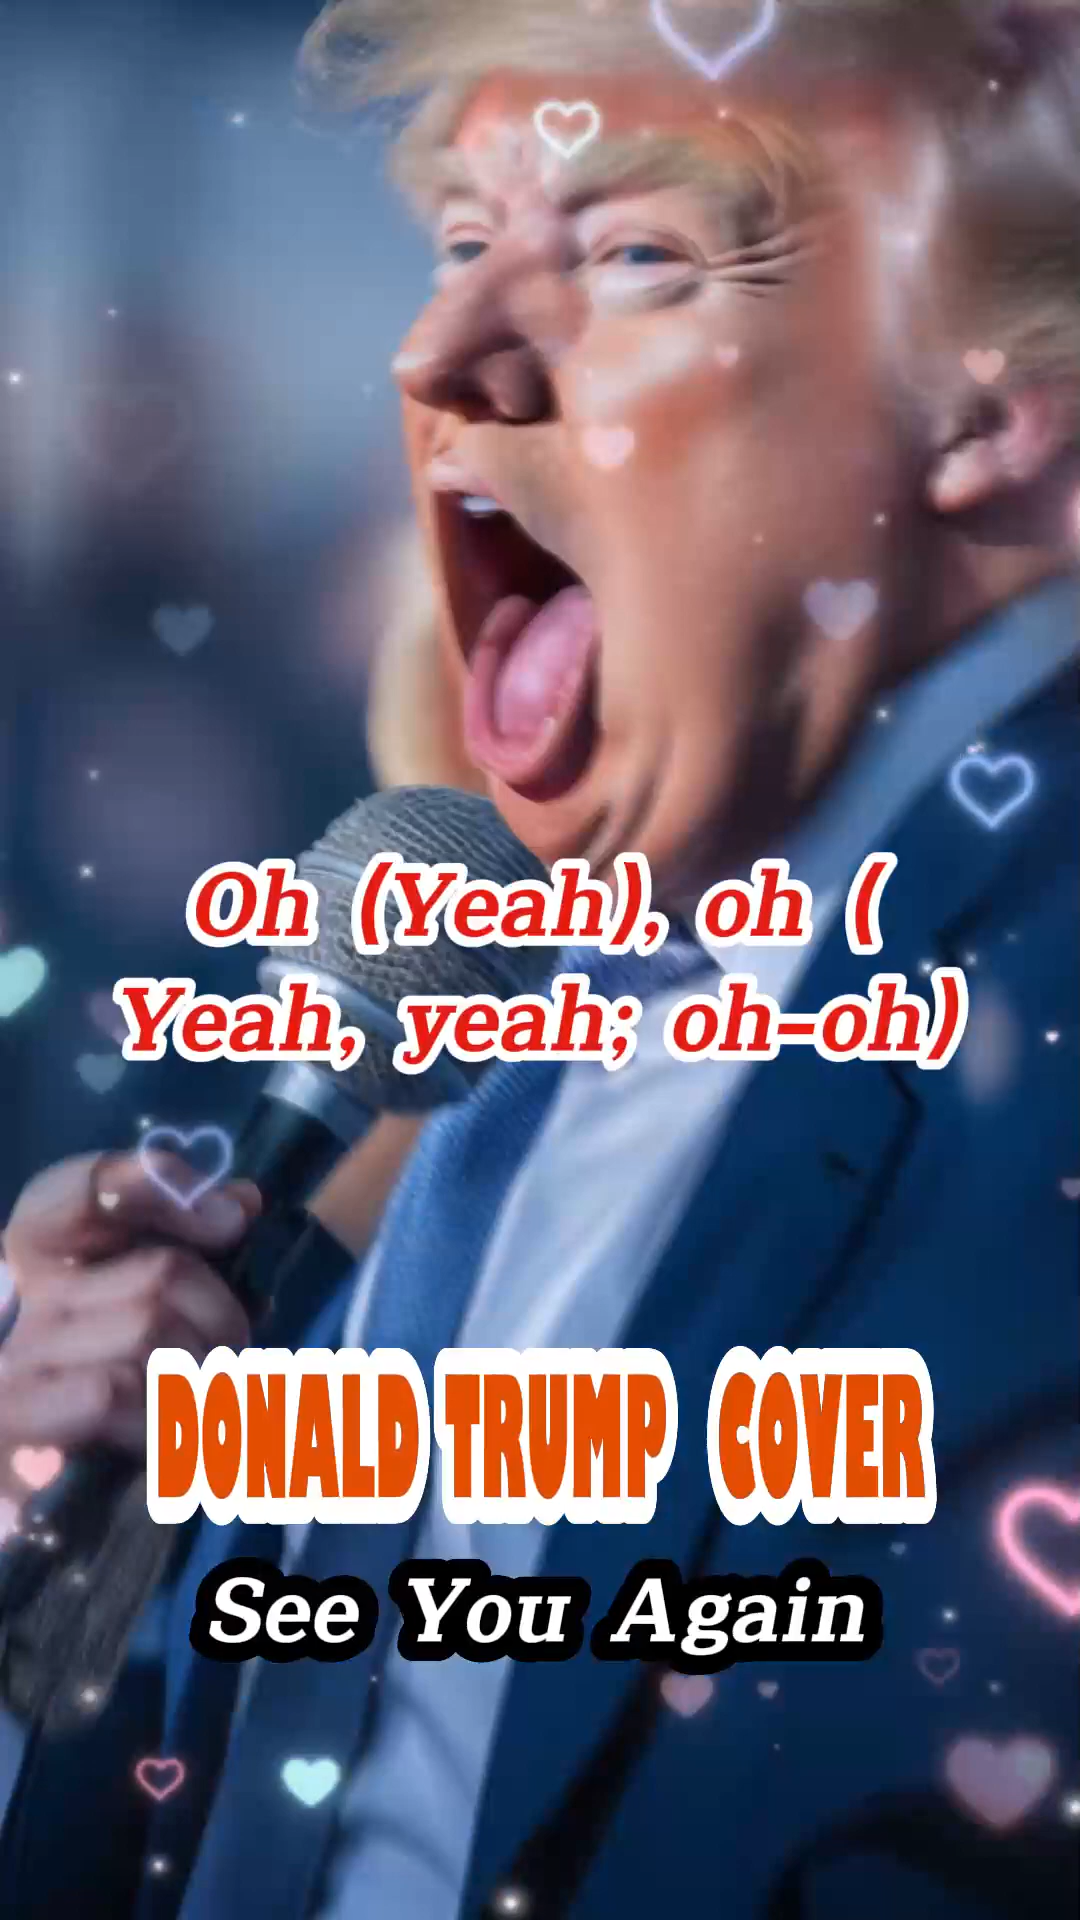 Oh (Yeah), oh (
Yeah, yeah; oh-oh)
DONALD TRUMP COVER
See You Again